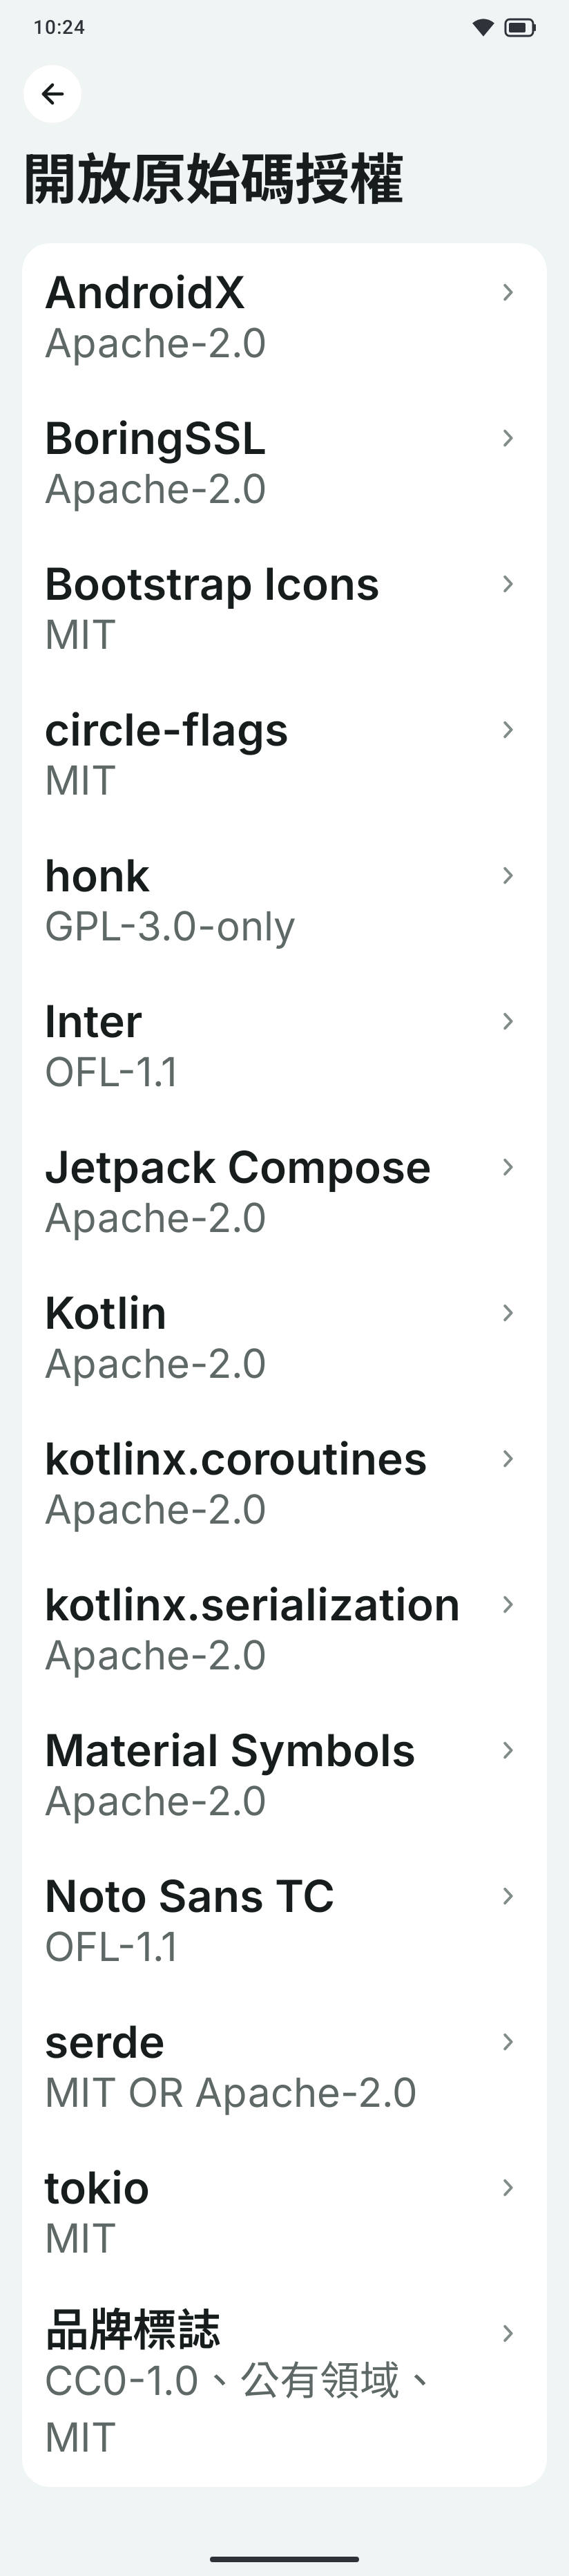 10:24
開放原始碼授權
AndroidX
Apache-2.0
BoringSSL
Apache-2.0
Bootstrap Icons
MIT
circle-flags
MIT
honk
GPL-3.0-only
Inter
OFL-1.1
Jetpack Compose
Apache-2.0
Kotlin
Apache-2.0
kotlinx.coroutines
Apache-2.0
kotlinx.serialization
Apache-2.0
Material Symbols
Apache-2.0
Noto Sans TC
OFL-1.1
serde
MIT OR Apache-2.0
tokio
MIT
品牌標誌
CC0-1.0、公有領域、
MIT